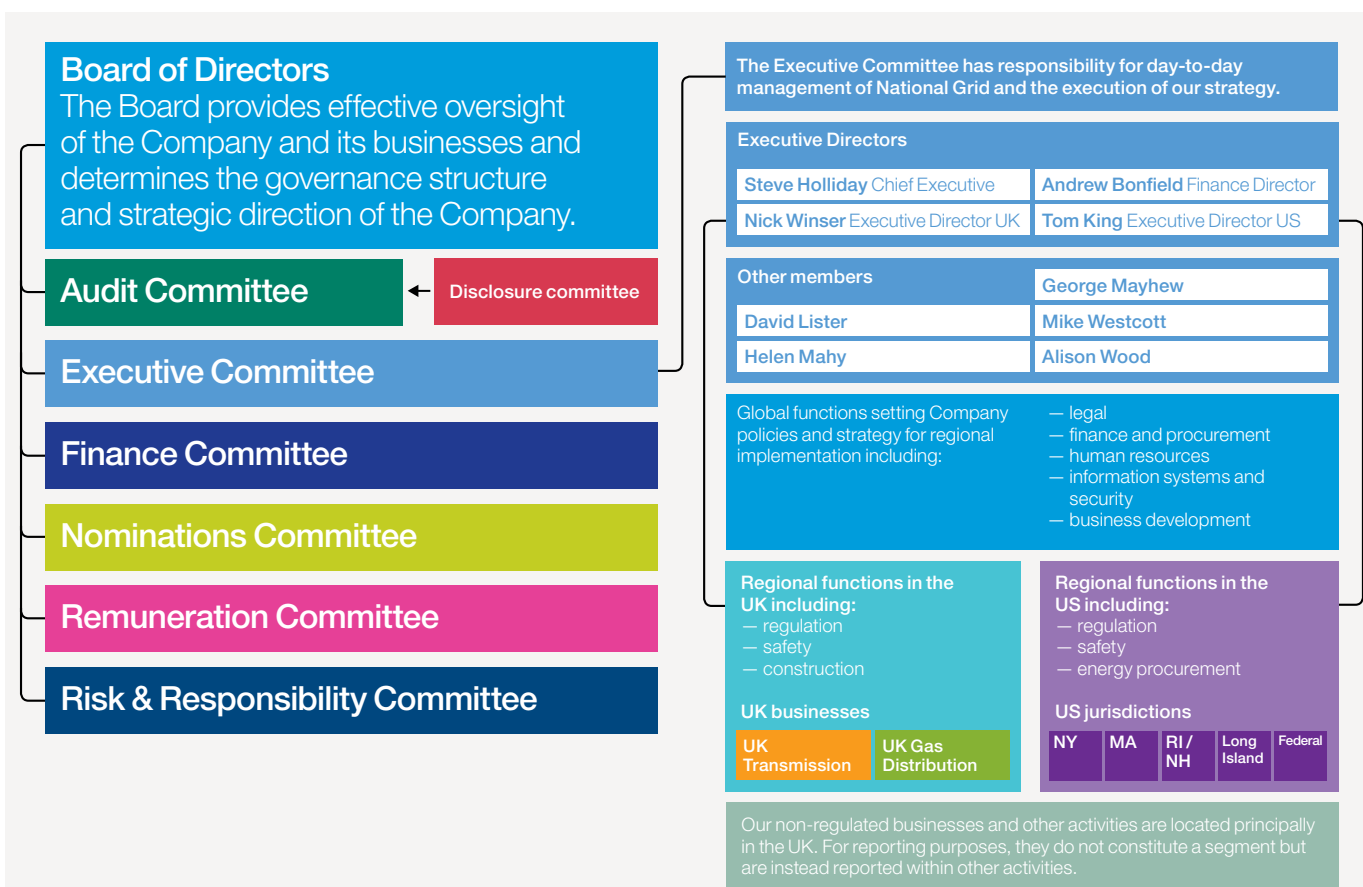 Board of Directors
The Board provides effective oversight
of the Company and its businesses and
determines the governance structure
and strategic direction of the Company.
Audit Committee
Disclosure committee
Executive Committee
Finance Committee
Nominations Committee
Remuneration Committee
Risk & Responsibility Committee
The Executive Committee has responsibility for day-to-day
management of National Grid and the execution of our strategy.
Executive Directors
Steve Holliday Chief Executive
Andrew Bonfield Finance Director
Nick Winser Executive Director UK
Tom King Executive Director US
Other members
George Mayhew
David Lister
Mike Westcott
Helen Mahy
Alison Wood
Global functions setting Company
policies and strategy for regional
implementation including:
— legal
— finance and procurement
— human resources
— information systems and
security
— business development
Regional functions in the
UK including:
— regulation
— safety
— construction
UK businesses
UK
Transmission
UK Gas
Distribution
Regional functions in the
US including:
— regulation
— safety
— energy procurement
US jurisdictions
NY
MA
RI /
NH
Long
Island
Federal
Our non-regulated businesses and other activities are located principally
in the UK. For reporting purposes, they do not constitute a segment but
are instead reported within other activities.